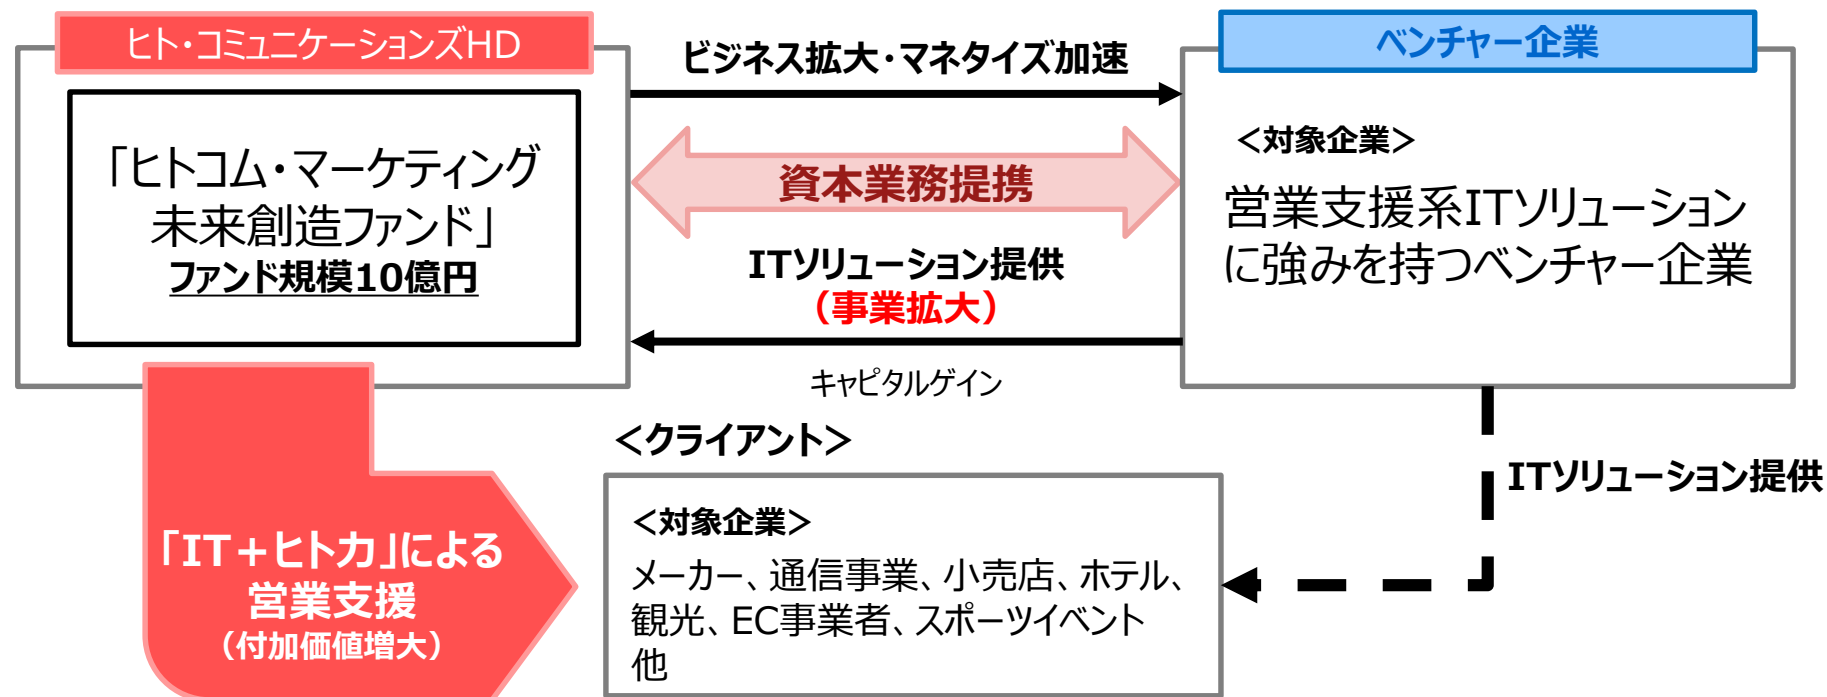 ヒト・コミュニケーションズHD
「ヒトコム・マーケティング
未来創造ファンド」
ファンド規模10億円
ビジネス拡大・マネタイズ加速
資本業務提携
ITソリューション提供
（事業拡大）
キャピタルゲイン
ベンチャー企業
＜対象企業＞
営業支援系ITソリューション
に強みを持つベンチャー企業
「IT＋ヒト力」による
営業支援
（付加価値増大）
＜クライアント＞
＜対象企業＞
メーカー、通信事業、小売店、ホテル、
観光、EC事業者、スポーツイベント
他
ITソリューション提供